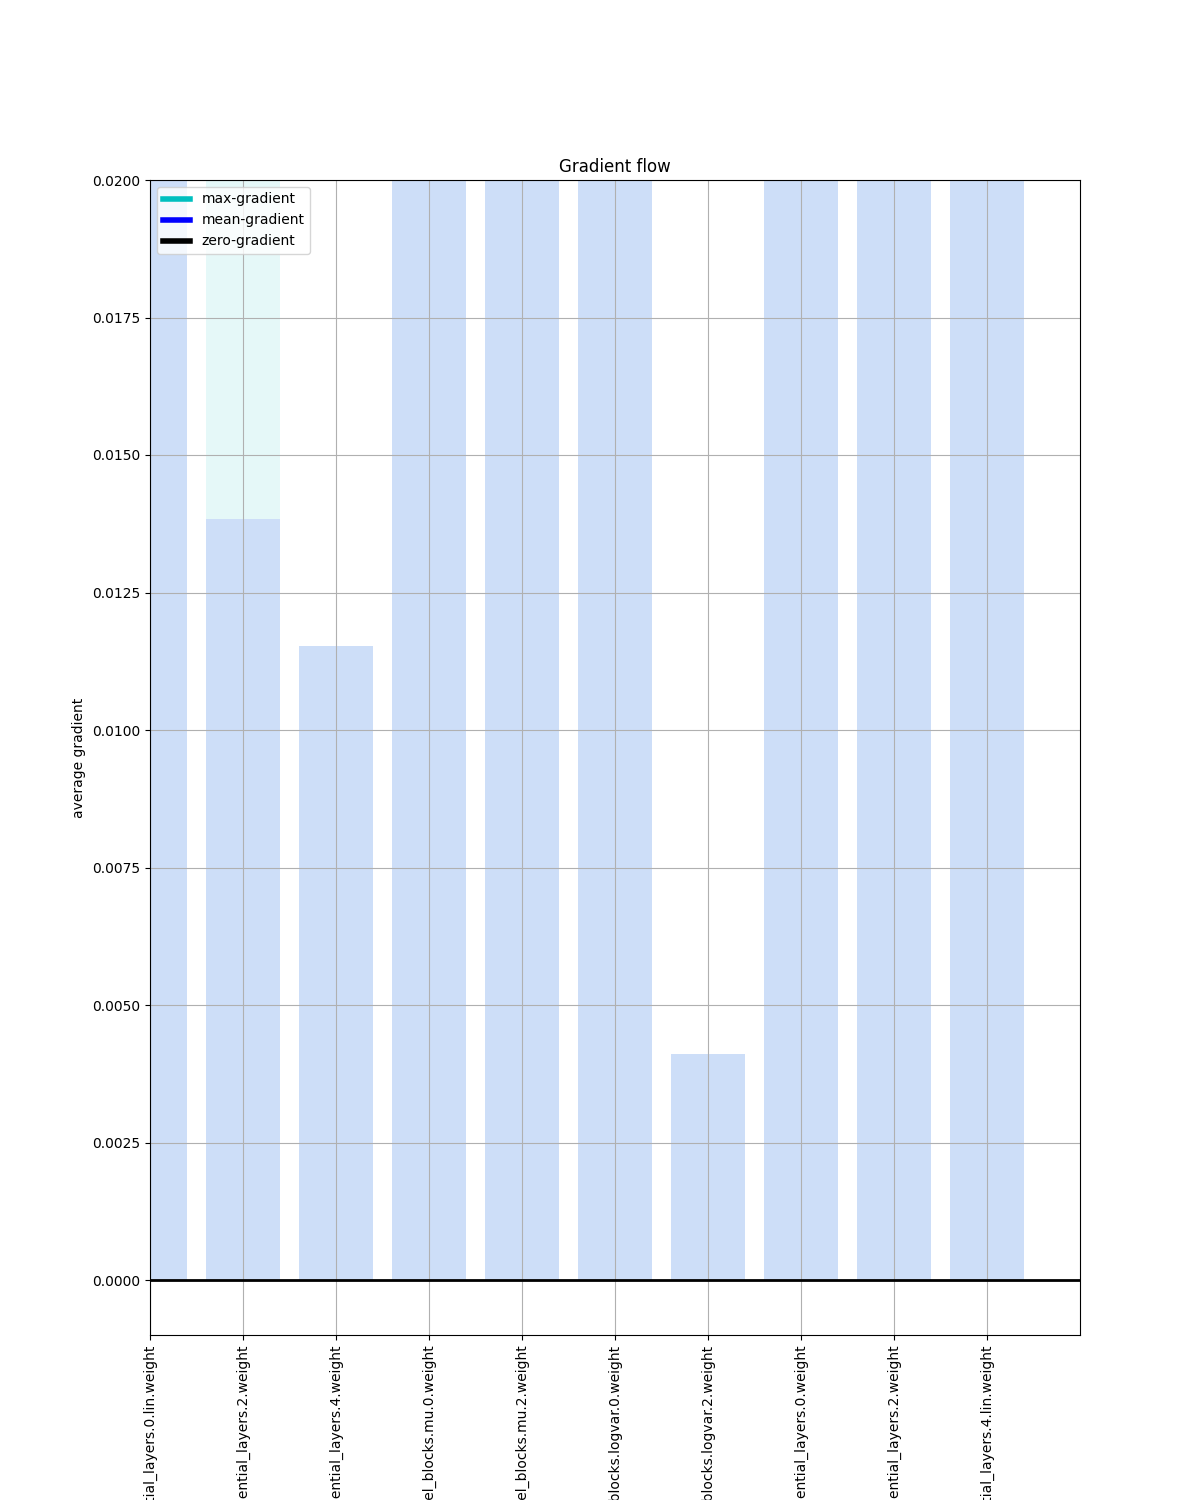 Gradient flow
max-gradient
mean-gradient
zero-gradient
average gradient
0.0200
0.0175
0.0150
0.0125
0.0100
0.0075
0.0050
0.0025
0.0000
tial_layers.0.lin.weight
ential_layers.2.weight
ential_layers.4.weight
el_blocks.mu.0.weight
el_blocks.mu.2.weight
blocks.logvar.0.weight
blocks.logvar.2.weight
ential_layers.0.weight
ential_layers.2.weight
tial_layers.4.lin.weight